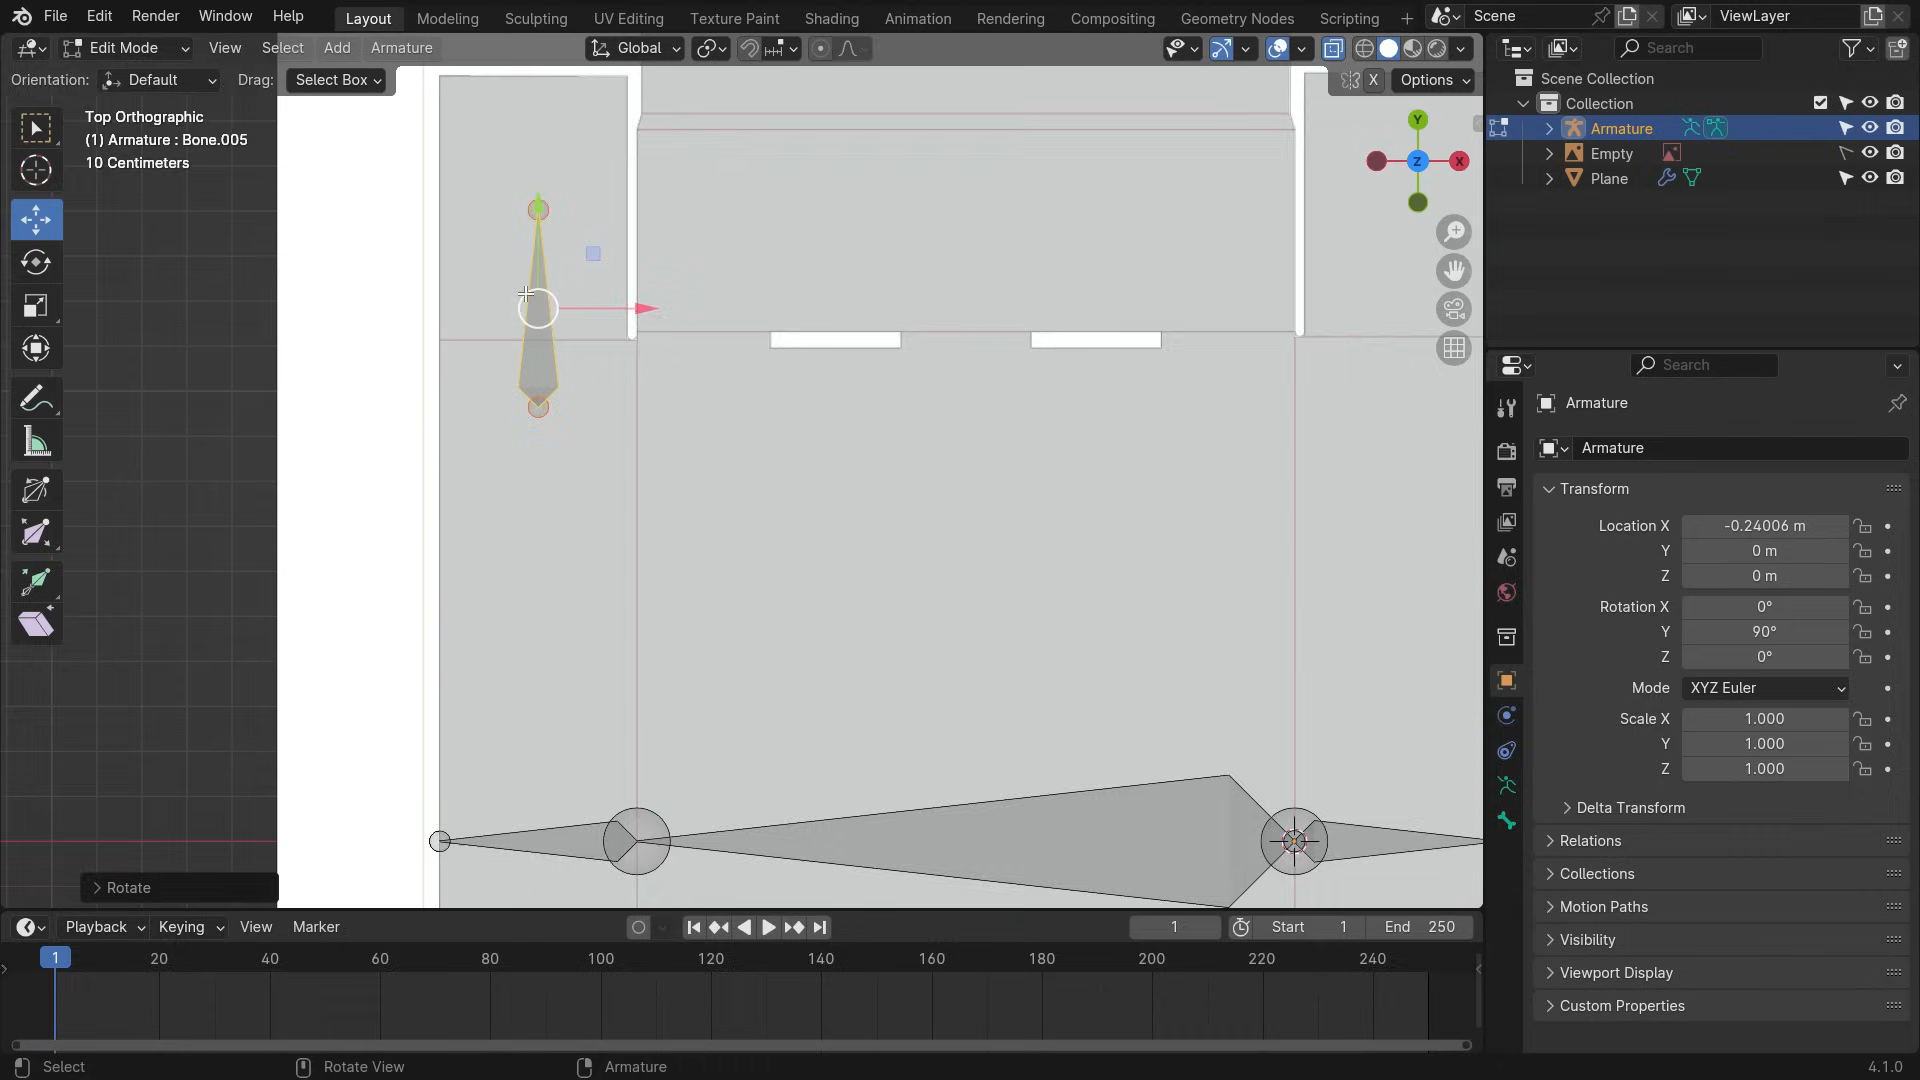 File Edit Render Window Help Layout Modeling Sculpting UV Editing Texture Paint Shading Animation Rendering Compositing Geometry Nodes Scripting + Scene ViewLayer
Edit Mode View Select Add Armature Global Search
Orientation: Default Drag: Select Box X Options
Scene Collection
Collection
Armature
Empty
Plane
Top Orthographic
(1) Armature : Bone.005
10 Centimeters
Y
Z
X
Rotate
Search
Armature
Armature
Transform
Location X -0.24006 m
Y 0 m
Z 0 m
Rotation X 0°
Y 90°
Z 0°
Mode XYZ Euler
Scale X 1.000
Y 1.000
Z 1.000
Delta Transform
Relations
Collections
Motion Paths
Visibility
Viewport Display
Custom Properties
Playback Keying View Marker 1 Start 1 End 250
1 20 40 60 80 100 120 140 160 180 200 220 240
Select Rotate View Armature 4.1.0